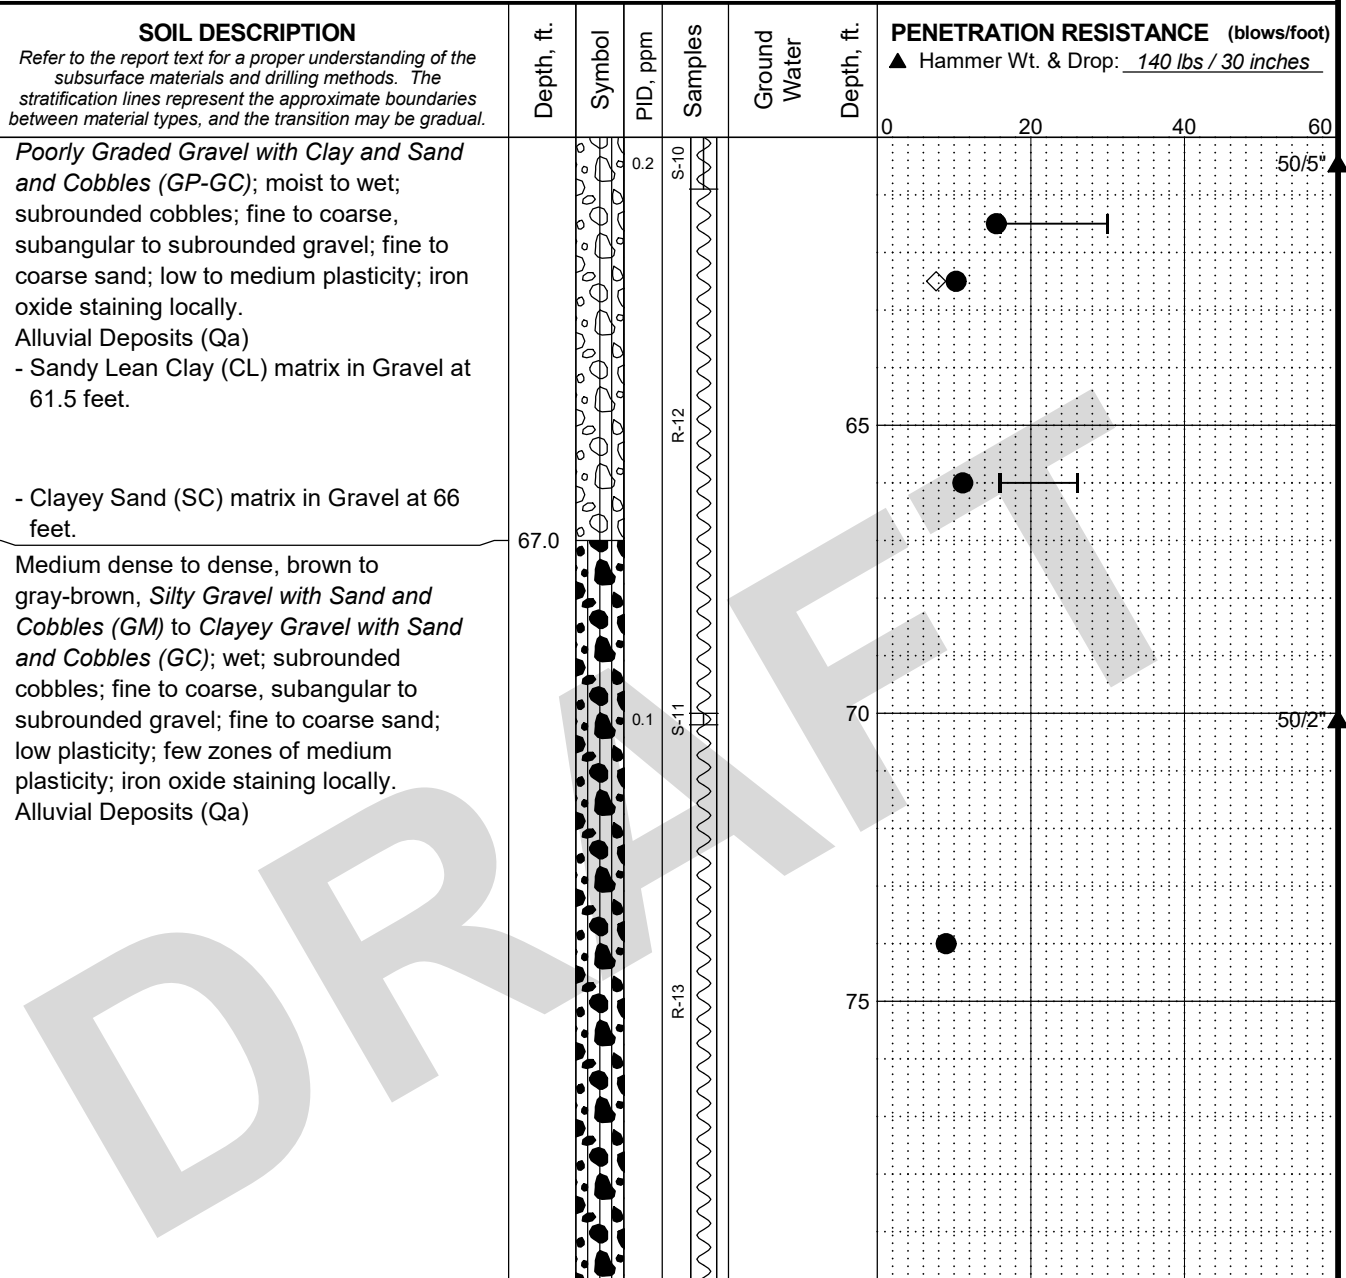 SOIL DESCRIPTION
Refer to the report text for a proper understanding of the
subsurface materials and drilling methods. The
stratification lines represent the approximate boundaries
between material types, and the transition may be gradual.
Depth, ft.
Symbol
PID, ppm
Samples
Ground
Water
Depth, ft.
PENETRATION RESISTANCE (blows/foot)
▲ Hammer Wt. & Drop: 140 lbs / 30 inches
0 20 40 60
Poorly Graded Gravel with Clay and Sand
and Cobbles (GP-GC); moist to wet;
subrounded cobbles; fine to coarse,
subangular to subrounded gravel; fine to
coarse sand; low to medium plasticity; iron
oxide staining locally.
Alluvial Deposits (Qa)
- Sandy Lean Clay (CL) matrix in Gravel at
61.5 feet.
- Clayey Sand (SC) matrix in Gravel at 66
feet.
67.0
Medium dense to dense, brown to
gray-brown, Silty Gravel with Sand and
Cobbles (GM) to Clayey Gravel with Sand
and Cobbles (GC); wet; subrounded
cobbles; fine to coarse, subangular to
subrounded gravel; fine to coarse sand;
low plasticity; few zones of medium
plasticity; iron oxide staining locally.
Alluvial Deposits (Qa)
0.2
S-10
50/5"
R-12
65
0.1
S-11
70
50/2"
R-13
75
DRAFT